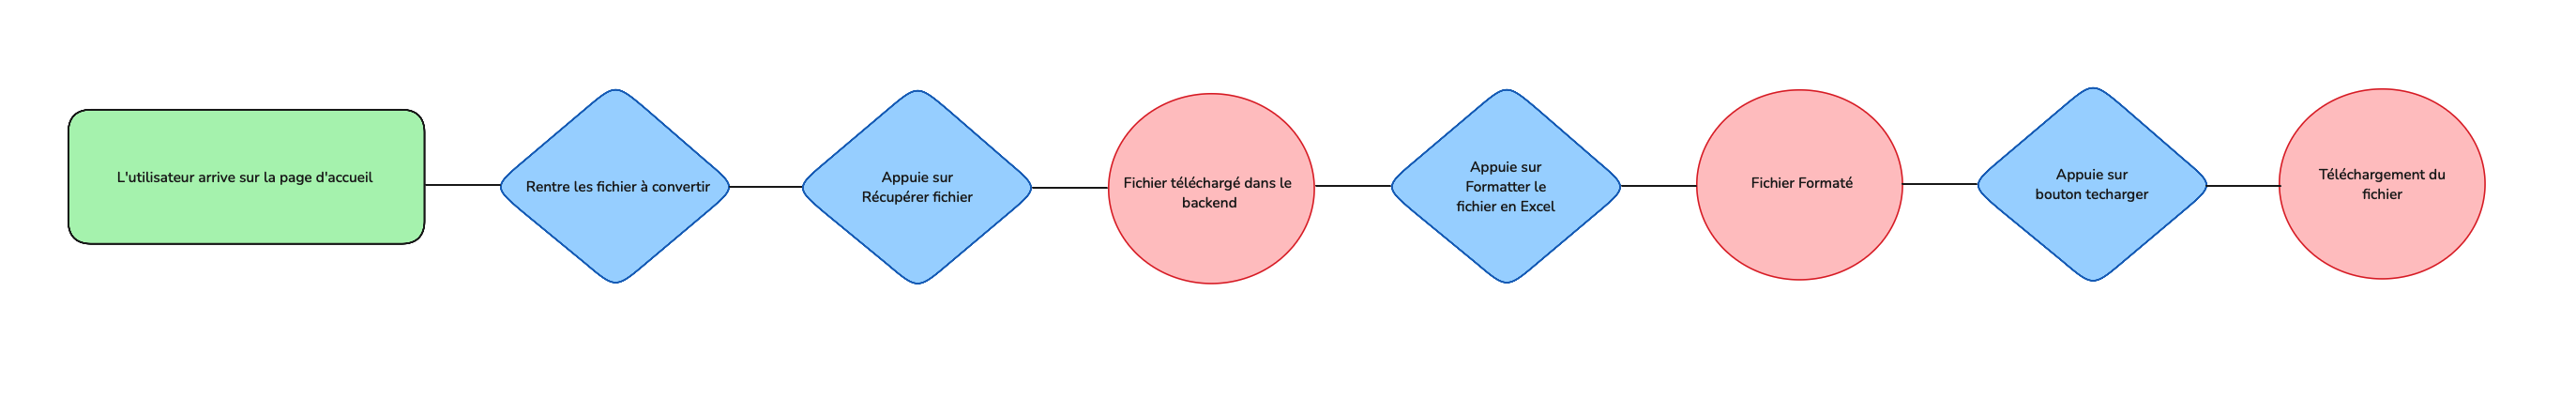 L'utilisateur arrive sur la page d'accueil
Rentre les fichier à convertir
Appuie sur
Récupérer fichier
Fichier téléchargé dans le
backend
Appuie sur
Formatter le
fichier en Excel
Fichier Formaté
Appuie sur
bouton techarger
Téléchargement du
fichier